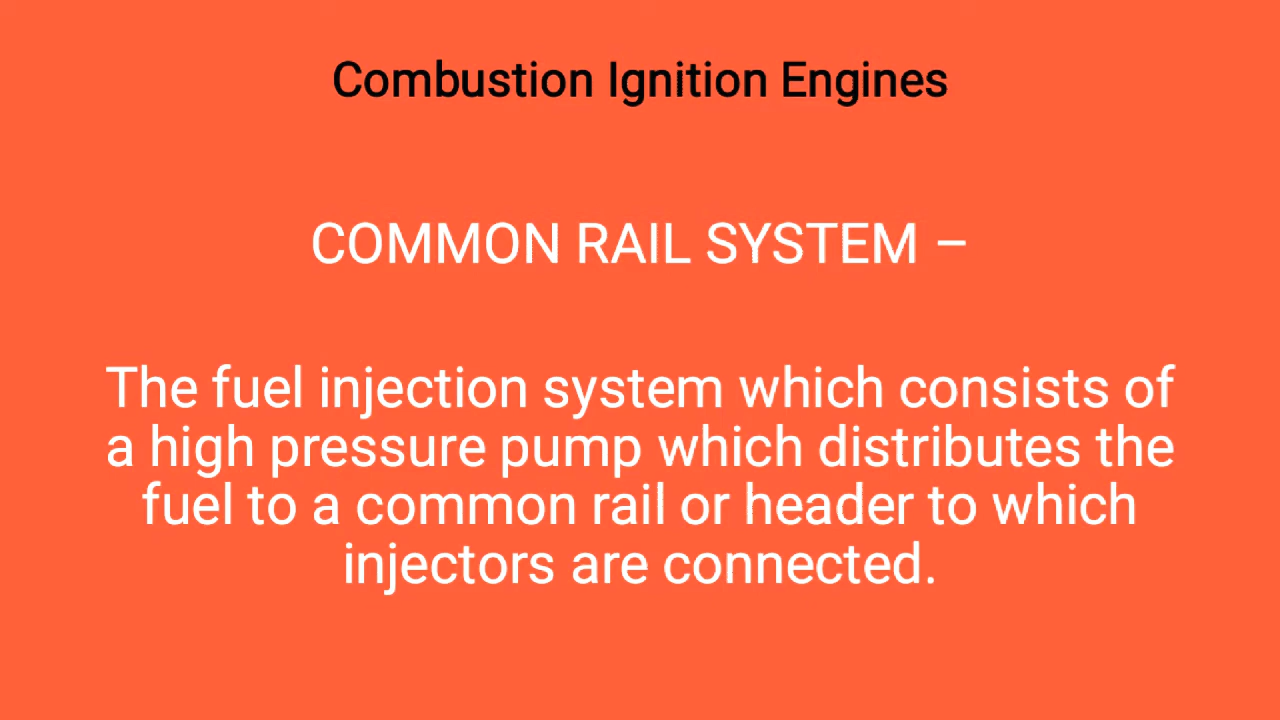 Combustion Ignition Engines
COMMON RAIL SYSTEM –
The fuel injection system which consists of
a high pressure pump which distributes the
fuel to a common rail or header to which
injectors are connected.